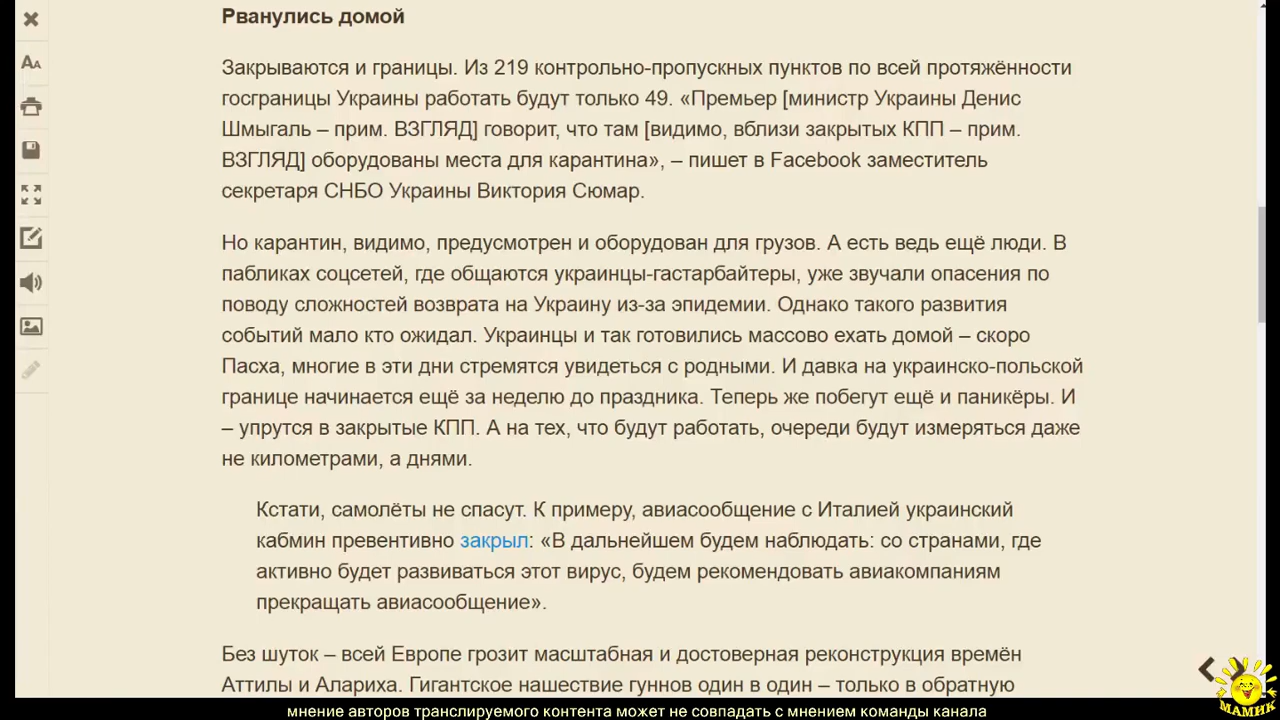 Рванулись домой
Закрываются и границы. Из 219 контрольно-пропускных пунктов по всей протяжённости
госграницы Украины работать будут только 49. «Премьер [министр Украины Денис
Шмыгаль – прим. ВЗГЛЯД] говорит, что там [видимо, вблизи закрытых КПП – прим.
ВЗГЛЯД] оборудованы места для карантина», – пишет в Facebook заместитель
секретаря СНБО Украины Виктория Сюмар.
Но карантин, видимо, предусмотрен и оборудован для грузов. А есть ведь ещё люди. В
пабликах соцсетей, где общаются украинцы-гастарбайтеры, уже звучали опасения по
поводу сложностей возврата на Украину из-за эпидемии. Однако такого развития
событий мало кто ожидал. Украинцы и так готовились массово ехать домой – скоро
Пасха, многие в эти дни стремятся увидеться с родными. И давка на украинско-польской
границе начинается ещё за неделю до праздника. Теперь же побегут ещё и паникёры. И
– упрутся в закрытые КПП. А на тех, что будут работать, очереди будут измеряться даже
не километрами, а днями.
Кстати, самолёты не спасут. К примеру, авиасообщение с Италией украинский
кабмин превентивно закрыл: «В дальнейшем будем наблюдать: со странами, где
активно будет развиваться этот вирус, будем рекомендовать авиакомпаниям
прекращать авиасообщение».
Без шуток – всей Европе грозит масштабная и достоверная реконструкция времён
Аттилы и Алариха. Гигантское нашествие гуннов один в один – только в обратную
МАМИК
мнение авторов транслируемого контента может не совпадать с мнением команды канала